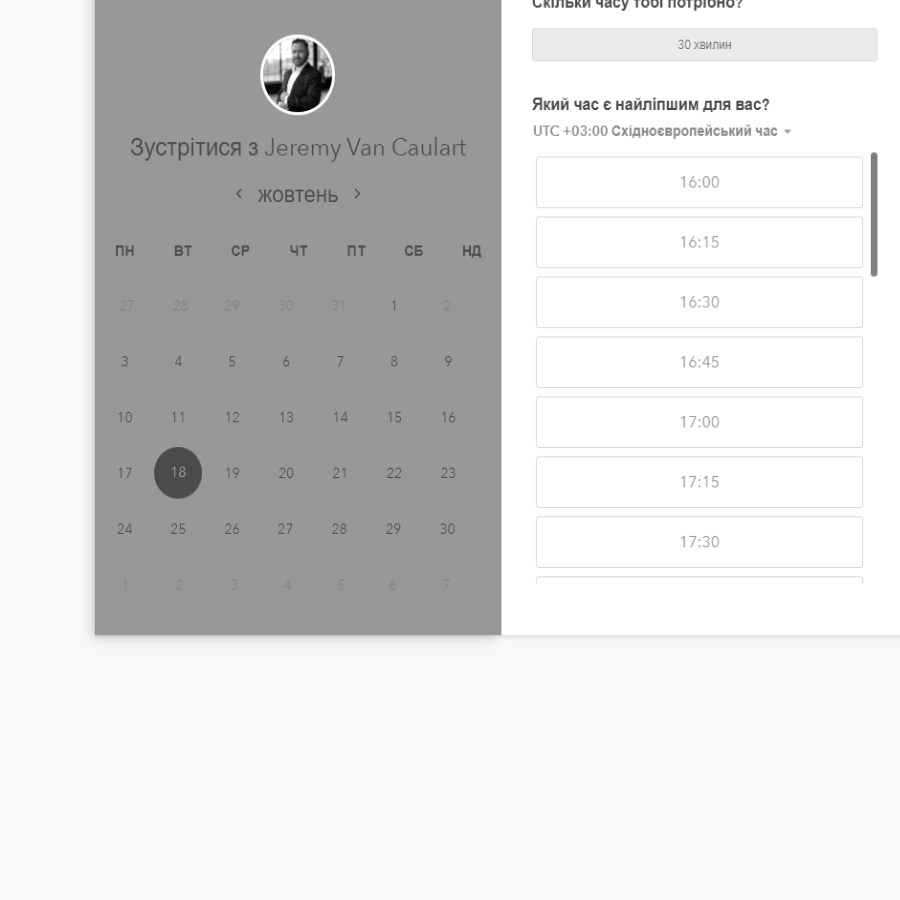 Зустрітися з Jeremy Van Caulart
жовтень
ПН ВТ СР ЧТ ПТ СБ НД
27 28 29 30 31 1 2
3 4 5 6 7 8 9
10 11 12 13 14 15 16
17 18 19 20 21 22 23
24 25 26 27 28 29 30
1 2 3 4 5 6 7
Скільки часу тобі потрібно?
30 хвилин
Який час є найліпшим для вас?
UTC +03:00 Східноєвропейський час
16:00
16:15
16:30
16:45
17:00
17:15
17:30